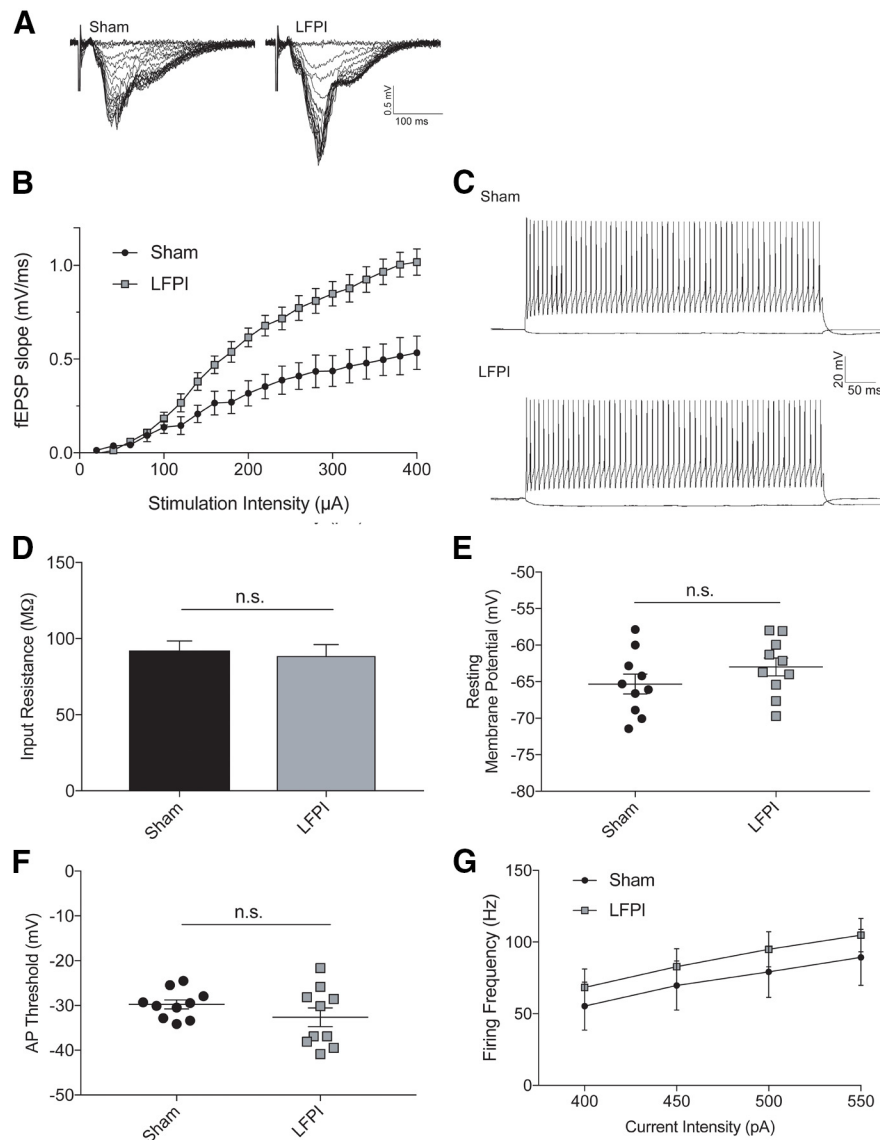 A
Sham
LFPI
0.5 mV
100 ms
B
fEPSP slope (mV/ms)
1.0
0.5
0.0
Sham
LFPI
0
100
200
300
400
Stimulation Intensity (µA)
C
Sham
LFPI
20 mV
50 ms
D
Input Resistance (MΩ)
150
100
50
0
n.s.
Sham
LFPI
E
Resting
Membrane Potential (mV)
-50
-55
-60
-65
-70
-75
-80
n.s.
Sham
LFPI
F
AP Threshold (mV)
0
-10
-20
-30
-40
-50
n.s.
Sham
LFPI
G
Firing Frequency (Hz)
150
100
50
0
Sham
LFPI
400
450
500
550
Current Intensity (pA)